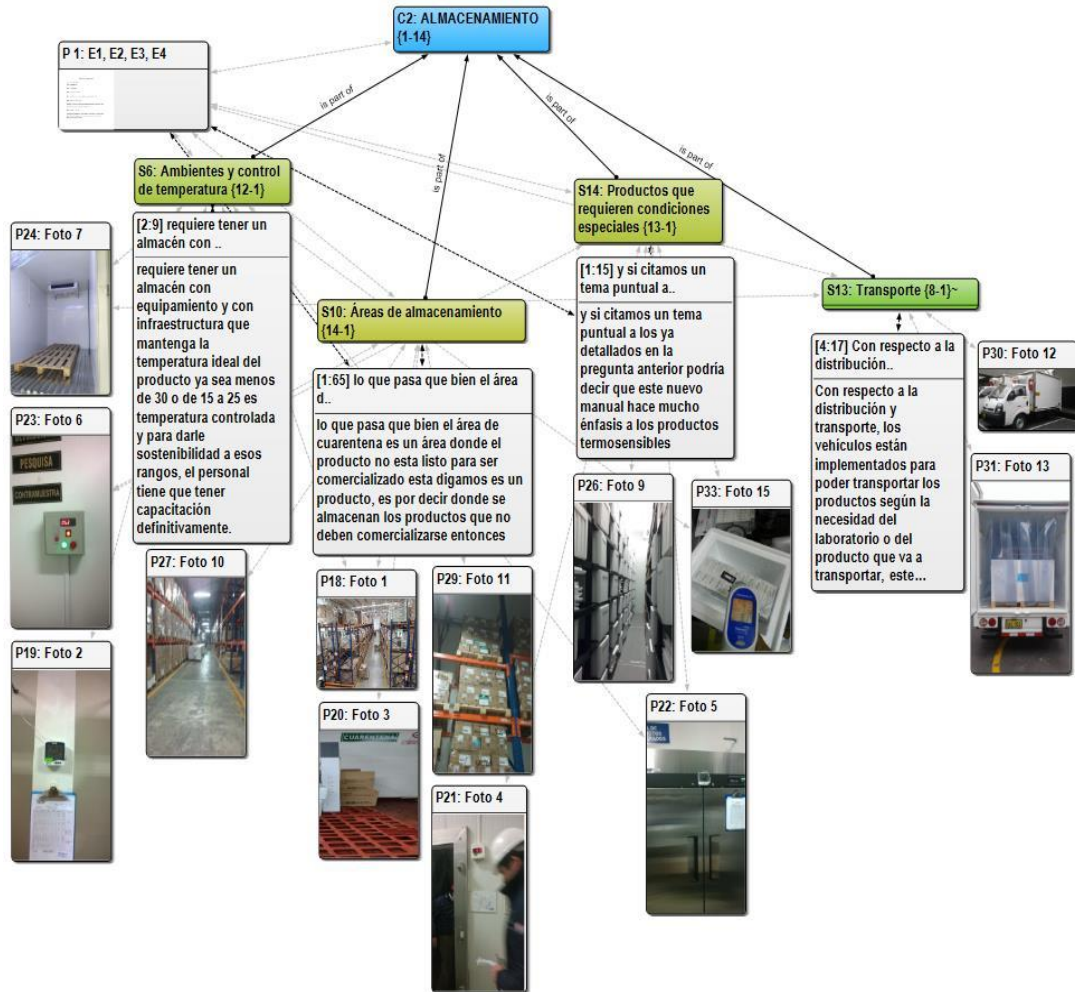 C2: ALMACENAMIENTO
{1-14}
P 1: E1, E2, E3, E4
is part of
is part of
is part of
is part of
S6: Ambientes y control
de temperatura {12-1}
[2:9] requiere tener un
almacén con ..
requiere tener un
almacén con
equipamiento y con
infraestructura que
mantenga la
temperatura ideal del
producto ya sea menos
de 30 o de 15 a 25 es
temperatura controlada
y para darle
sostenibilidad a esos
rangos, el personal
tiene que tener
capacitación
definitivamente.
S14: Productos que
requieren condiciones
especiales {13-1}
[1:15] y si citamos un
tema puntual a..
y si citamos un tema
puntual a los ya
detallados en la
pregunta anterior podría
decir que este nuevo
manual hace mucho
énfasis a los productos
termosensibles
S10: Áreas de almacenamiento
{14-1}
[1:65] lo que pasa que bien el área
d..
lo que pasa que bien el área de
cuarentena es un área donde el
producto no esta listo para ser
comercializado esta digamos es un
producto, es por decir donde se
almacenan los productos que no
deben comercializarse entonces
S13: Transporte {8-1}~
[4:17] Con respecto a la
distribución..
Con respecto a la
distribución y
transporte, los
vehículos están
implementados para
poder transportar los
productos según la
necesidad del
laboratorio o del
producto que va a
transportar, este...
P24: Foto 7
P23: Foto 6
PESQUISA
CONTRAMUESTRA
P19: Foto 2
P27: Foto 10
P18: Foto 1
P20: Foto 3
CUARENTENA
P29: Foto 11
P21: Foto 4
P26: Foto 9
P33: Foto 15
P22: Foto 5
P30: Foto 12
P31: Foto 13